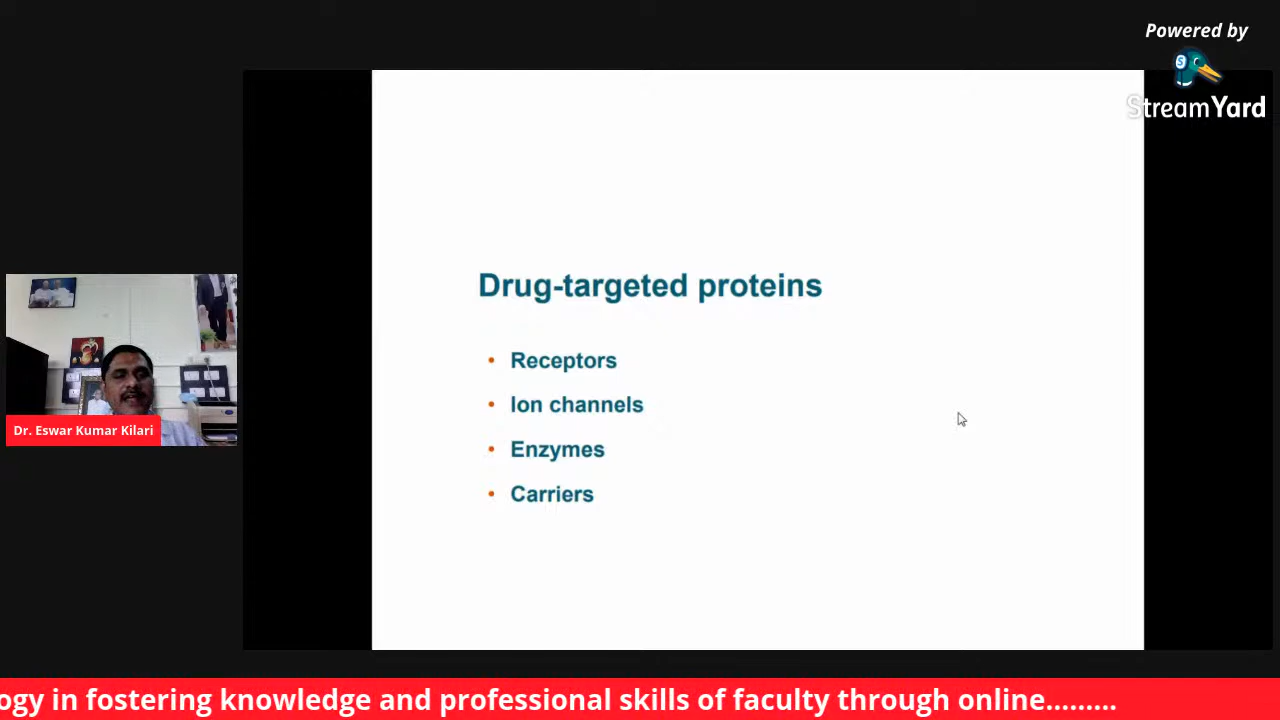 Powered by
StreamYard
Drug-targeted proteins
• Receptors
• Ion channels
• Enzymes
• Carriers
Dr. Eswar Kumar Kilari
ogy in fostering knowledge and professional skills of faculty through online.........